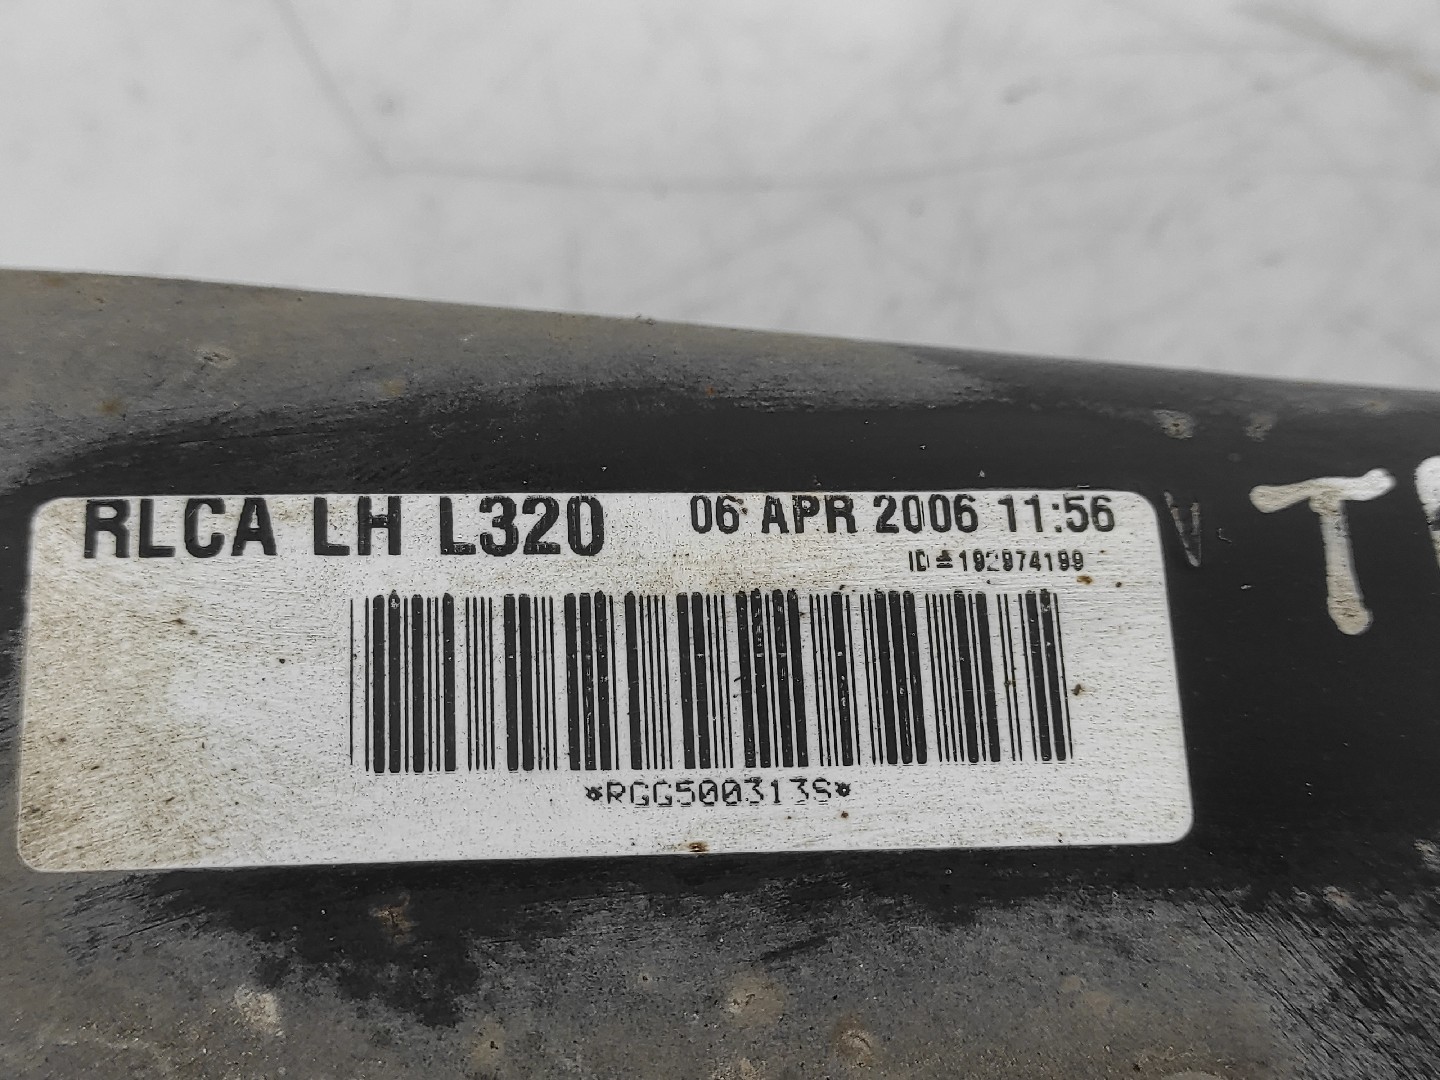 RLCA LH L320 06 APR 2006 11:56
ID = 192974199
*RGG500313S*
T